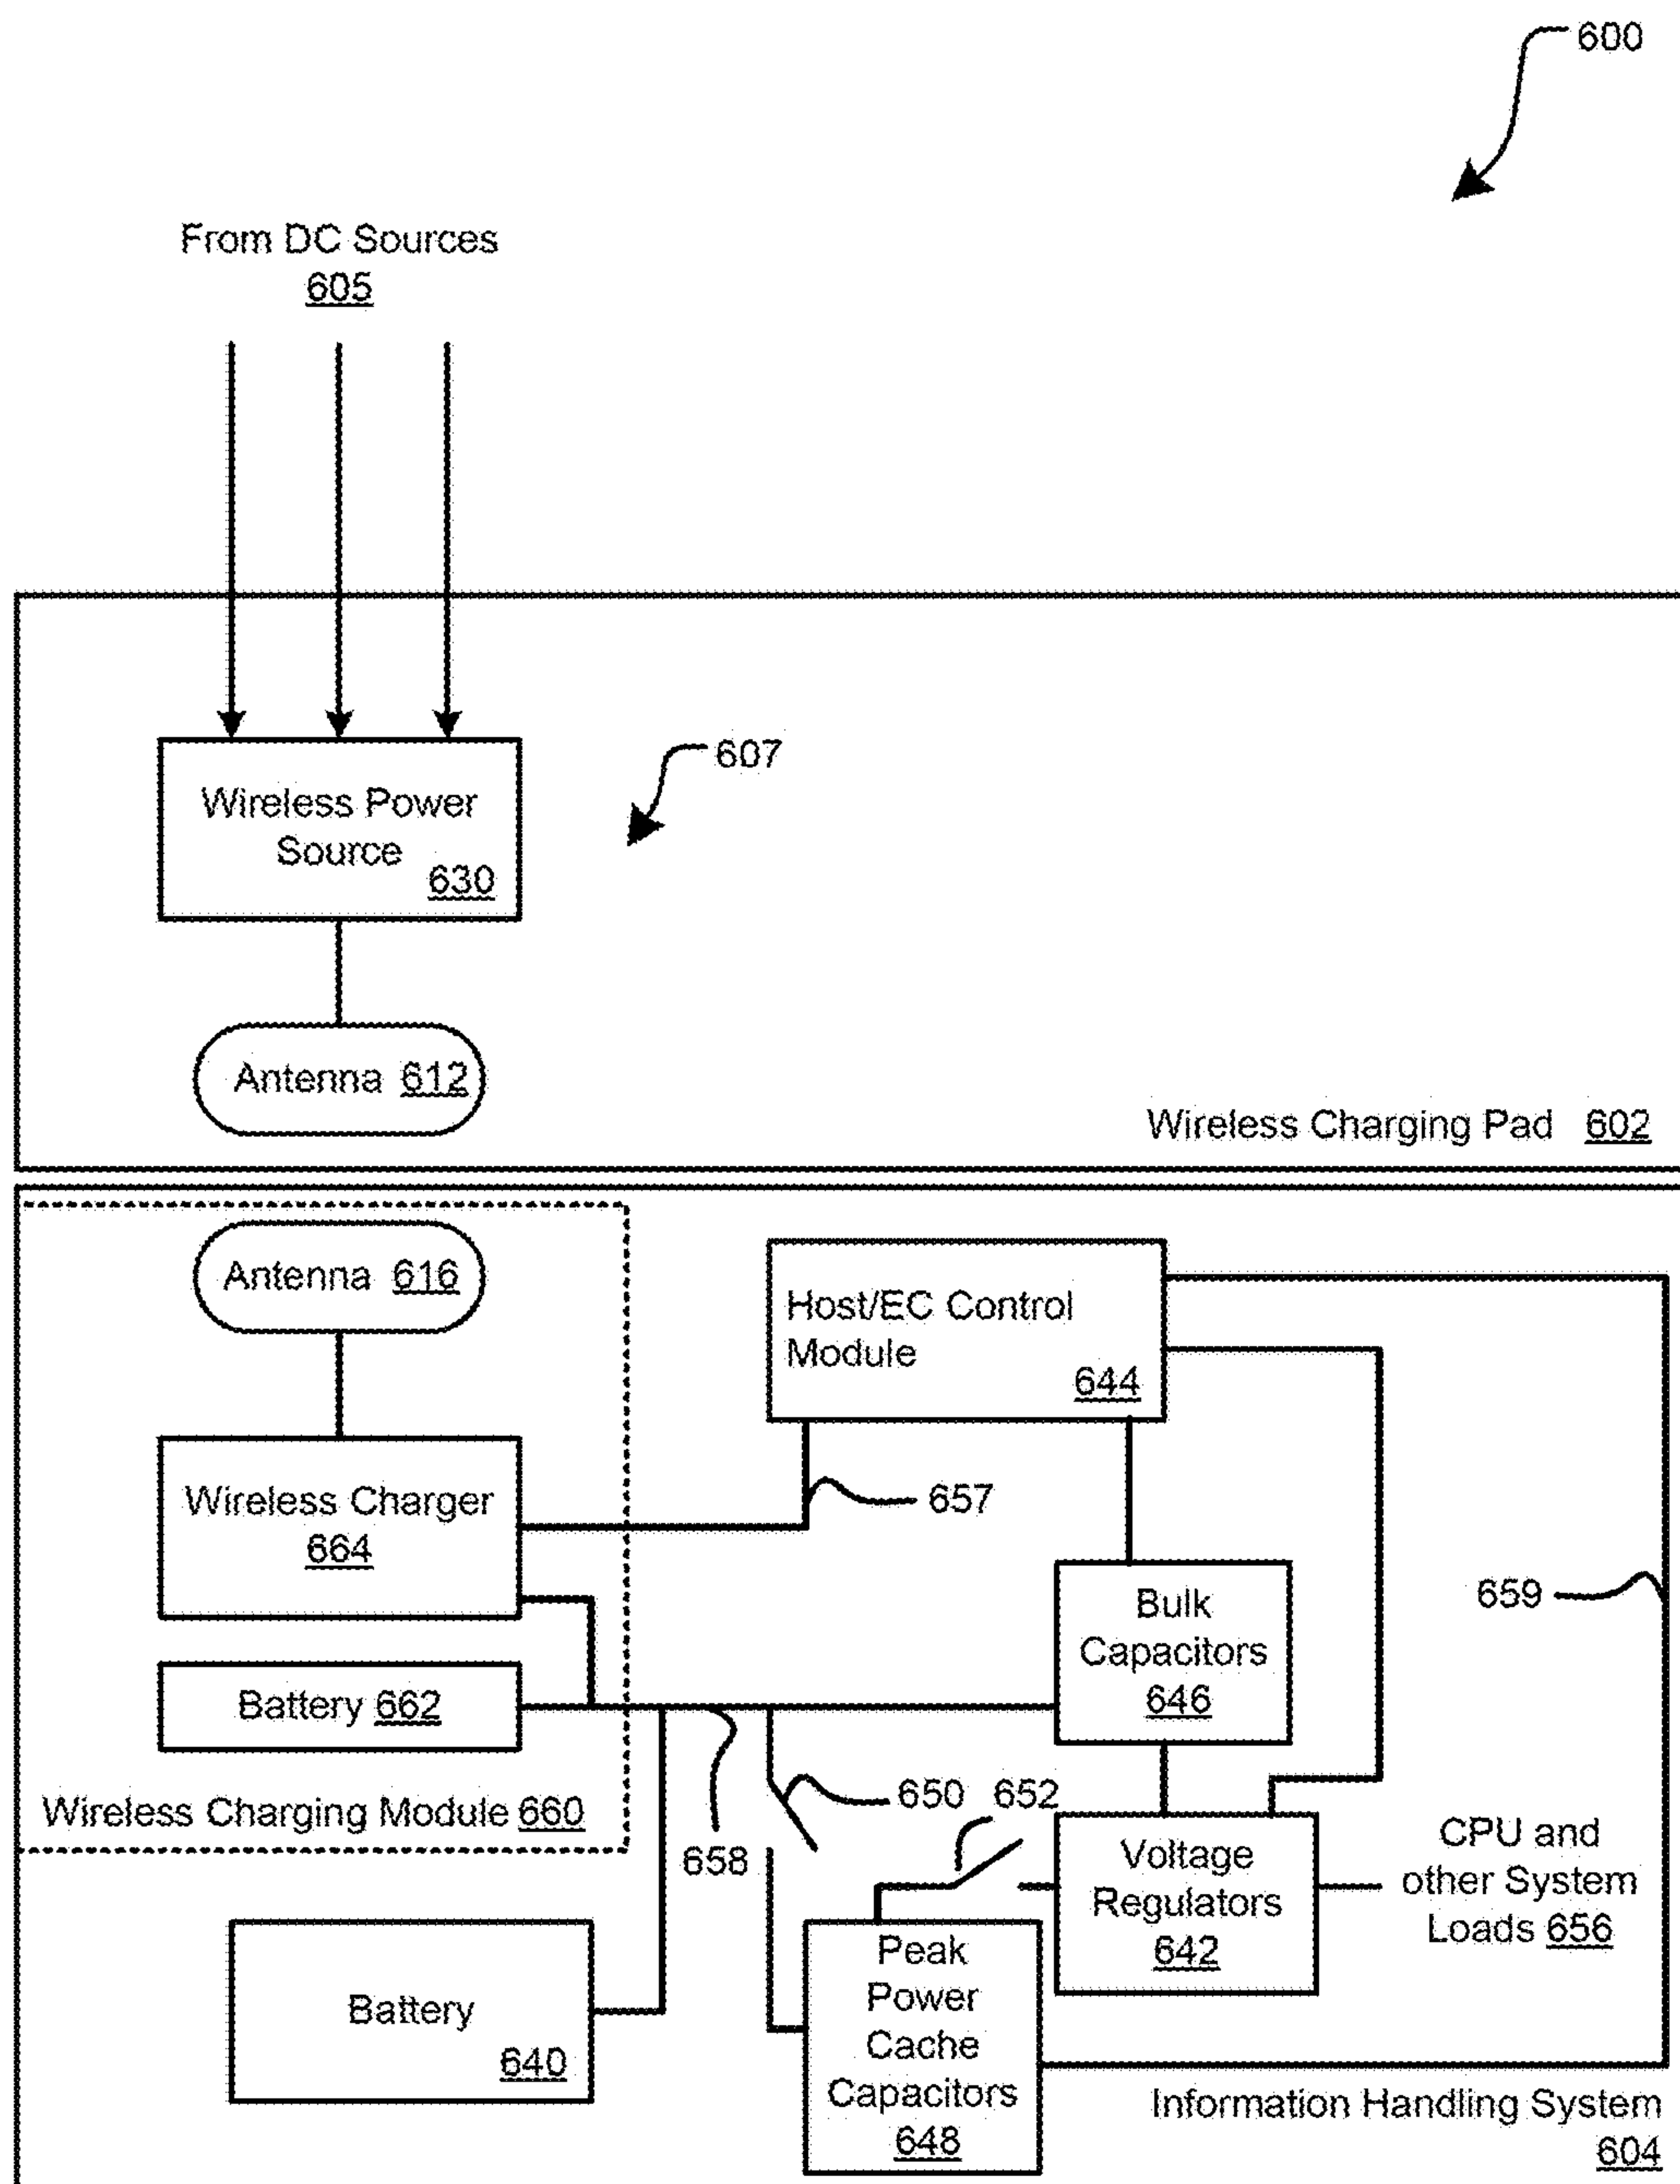 600
From DC Sources
605
607
Wireless Power
Source
630
Antenna 612
Wireless Charging Pad 602
Antenna 616
Host/EC Control
Module
644
Wireless Charger
664
657
659
Bulk
Capacitors
646
Battery 662
Wireless Charging Module 660
658
650
652
Voltage
Regulators
642
CPU and
other System
Loads 656
Battery
640
Peak
Power
Cache
Capacitors
648
Information Handling System
604